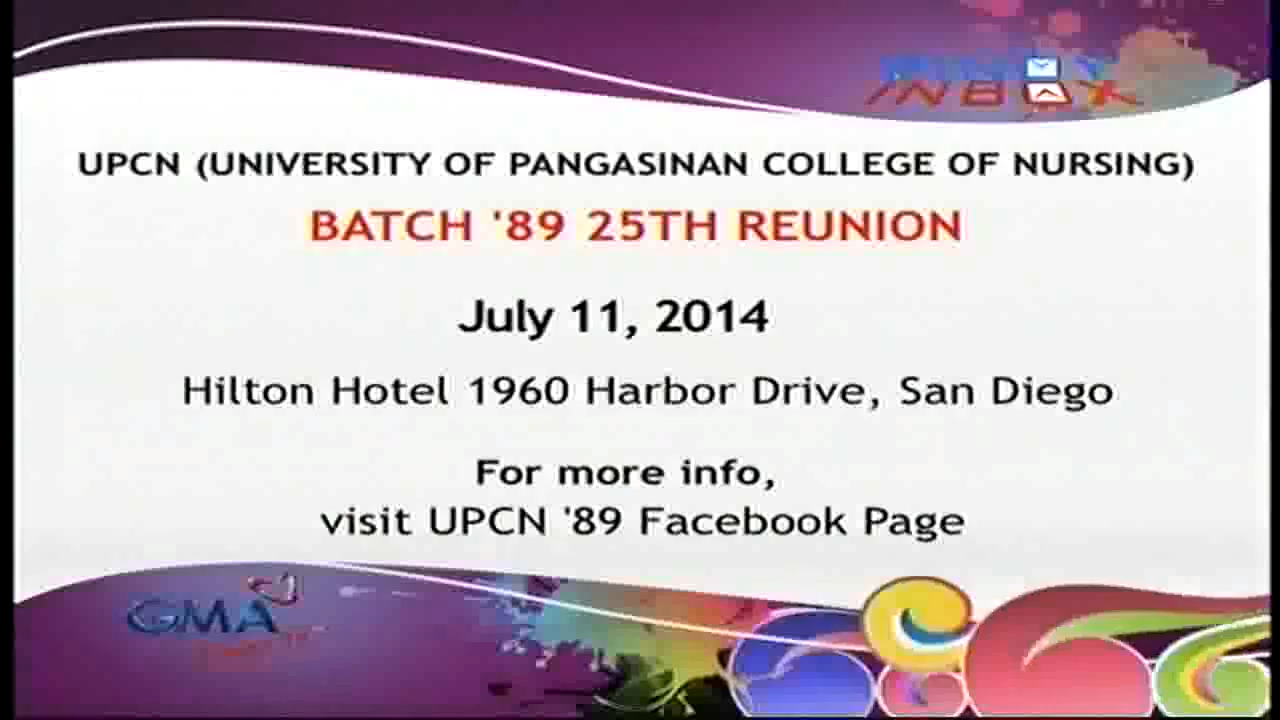 INBOX
UPCN (UNIVERSITY OF PANGASINAN COLLEGE OF NURSING)
BATCH '89 25TH REUNION
July 11, 2014
Hilton Hotel 1960 Harbor Drive, San Diego
For more info,
visit UPCN '89 Facebook Page
GMA